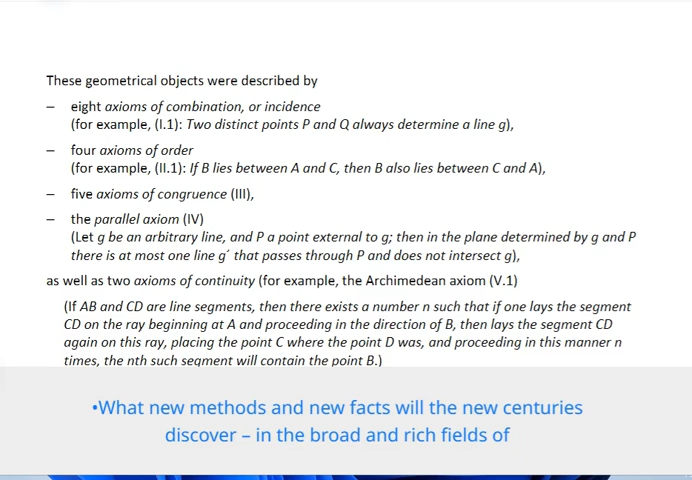 These geometrical objects were described by
– eight axioms of combination, or incidence
(for example, (I.1): Two distinct points P and Q always determine a line g),
– four axioms of order
(for example, (II.1): If B lies between A and C, then B also lies between C and A),
– five axioms of congruence (III),
– the parallel axiom (IV)
(Let g be an arbitrary line, and P a point external to g; then in the plane determined by g and P
there is at most one line g´ that passes through P and does not intersect g),
as well as two axioms of continuity (for example, the Archimedean axiom (V.1)
(If AB and CD are line segments, then there exists a number n such that if one lays the segment
CD on the ray beginning at A and proceeding in the direction of B, then lays the segment CD
again on this ray, placing the point C where the point D was, and proceeding in this manner n
times, the nth such segment will contain the point B.)
•What new methods and new facts will the new centuries
discover – in the broad and rich fields of